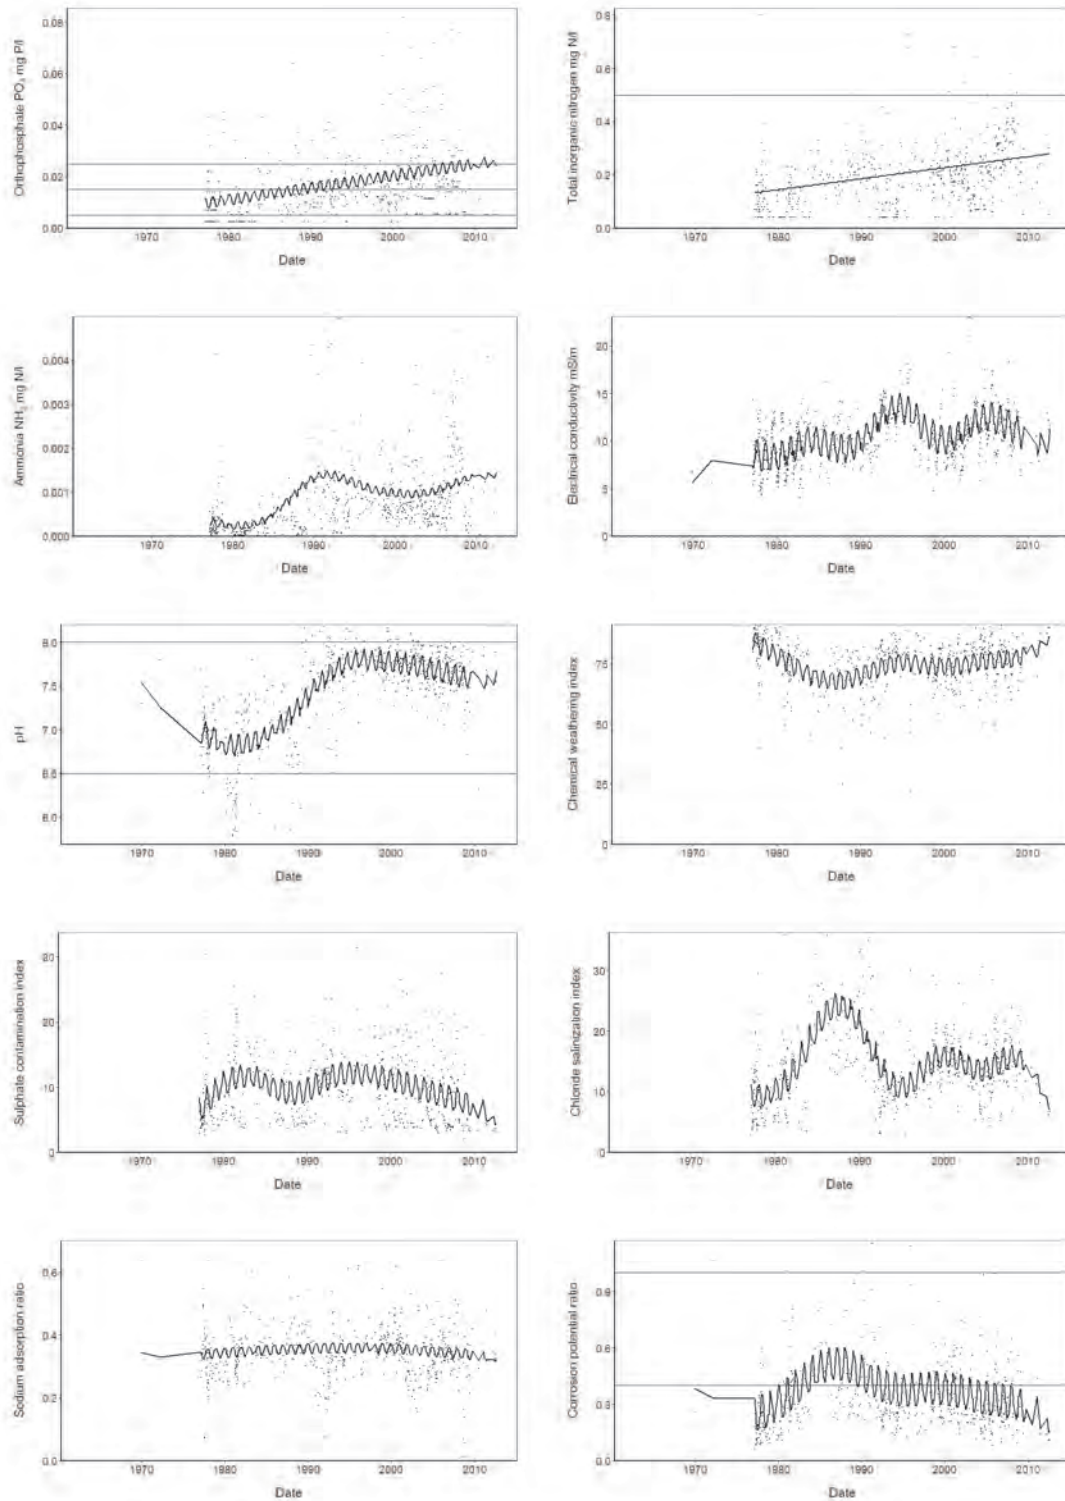 Orthophosphate PO₄ mg P/l
0.08
0.06
0.04
0.02
0.00
1970 1980 1990 2000 2010
Date
Total inorganic nitrogen mg N/l
0.8
0.6
0.4
0.2
0.0
1970 1980 1990 2000 2010
Date
Ammonia NH₃ mg N/l
0.004
0.003
0.002
0.001
0.000
1970 1980 1990 2000 2010
Date
Electrical conductivity mS/m
20
15
10
5
0
1970 1980 1990 2000 2010
Date
pH
8.0
7.5
7.0
6.5
6.0
1970 1980 1990 2000 2010
Date
Chemical weathering index
75
50
25
0
1970 1980 1990 2000 2010
Date
Sulphate contamination index
30
20
10
0
1970 1980 1990 2000 2010
Date
Chloride salinization index
30
20
10
0
1970 1980 1990 2000 2010
Date
Sodium adsorption ratio
0.6
0.4
0.2
0.0
1970 1980 1990 2000 2010
Date
Corrosion potential ratio
0.9
0.6
0.3
0.0
1970 1980 1990 2000 2010
Date